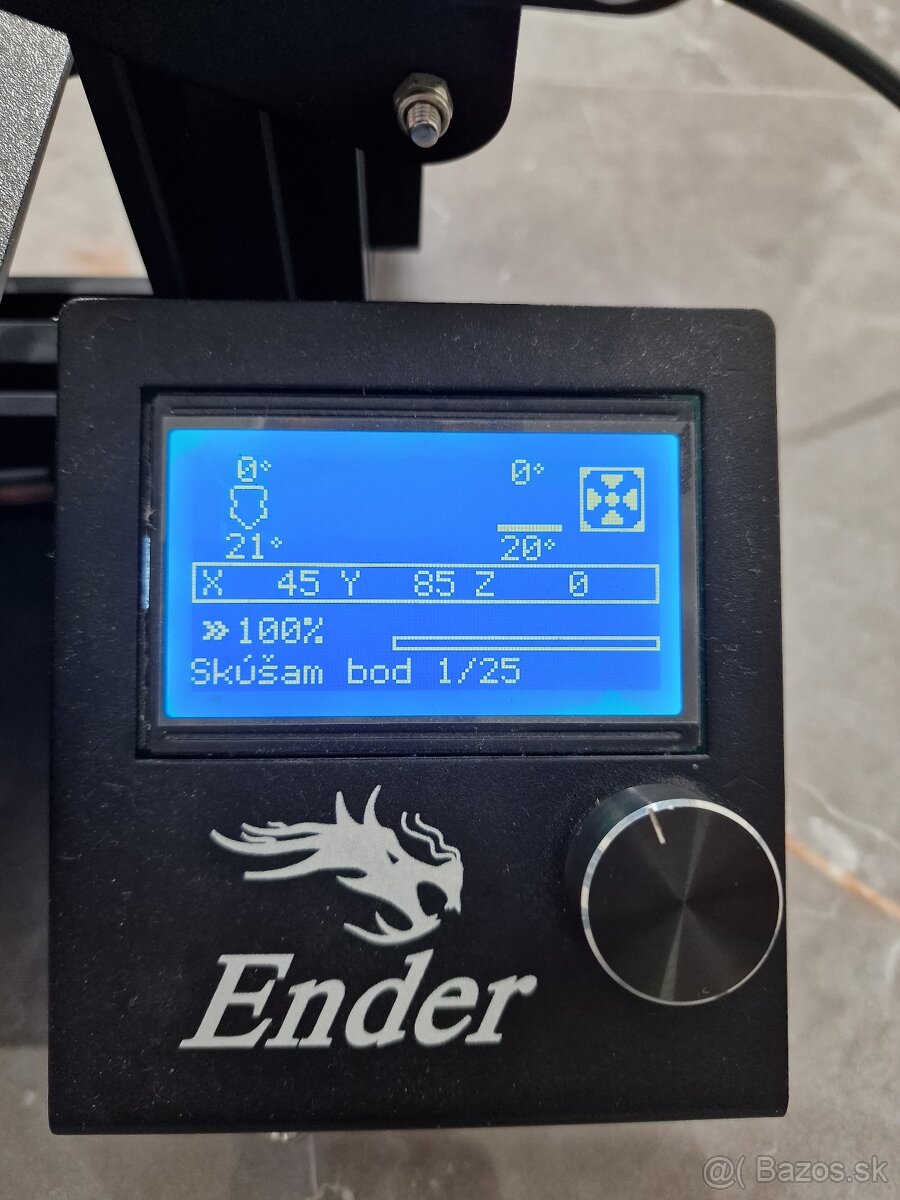 0° 0°
21° 20°
X 45 Y 85 Z 0
»100%
Skúšam bod 1/25
Ender
@( Bazos.sk